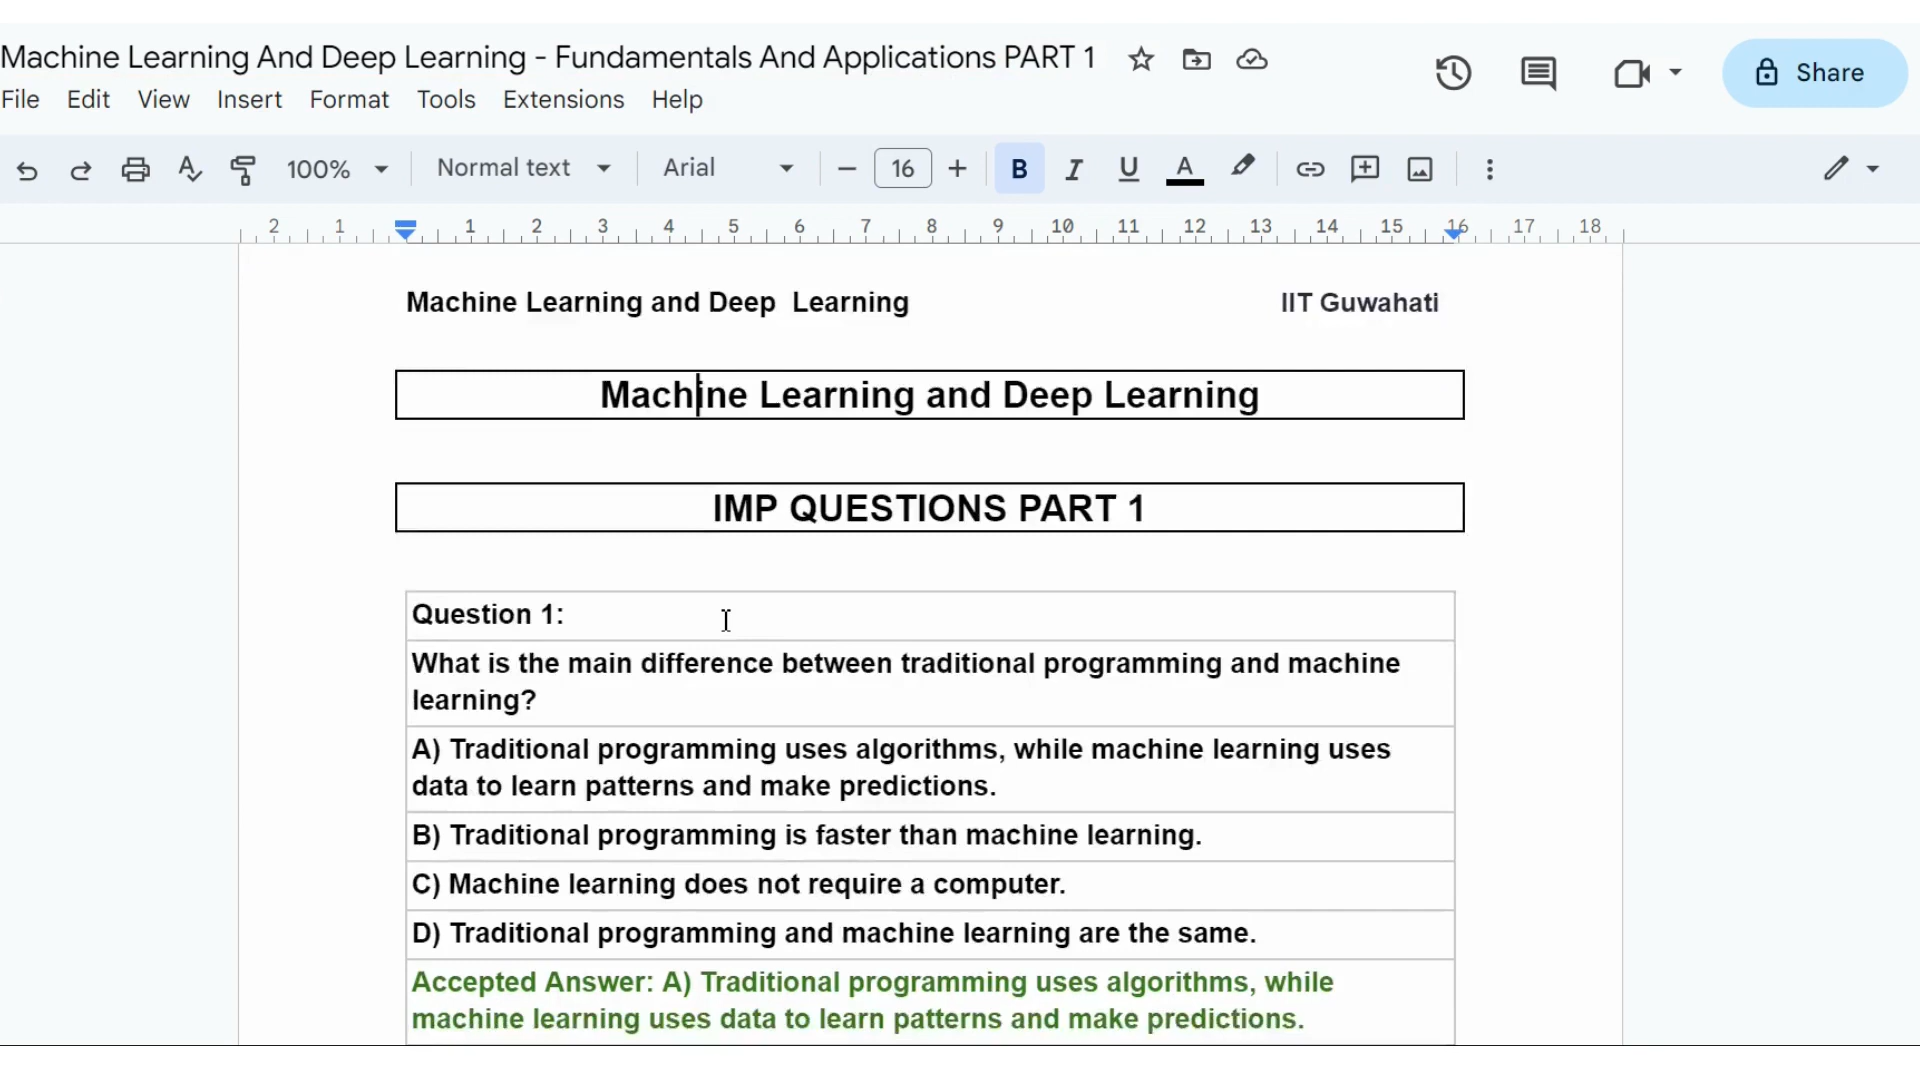 Machine Learning And Deep Learning - Fundamentals And Applications PART 1
File Edit View Insert Format Tools Extensions Help
Share
100% Normal text Arial 16 B I U A
2 1 1 2 3 4 5 6 7 8 9 10 11 12 13 14 15 16 17 18
Machine Learning and Deep Learning IIT Guwahati
Machine Learning and Deep Learning
IMP QUESTIONS PART 1
Question 1:
What is the main difference between traditional programming and machine
learning?
A) Traditional programming uses algorithms, while machine learning uses
data to learn patterns and make predictions.
B) Traditional programming is faster than machine learning.
C) Machine learning does not require a computer.
D) Traditional programming and machine learning are the same.
Accepted Answer: A) Traditional programming uses algorithms, while
machine learning uses data to learn patterns and make predictions.